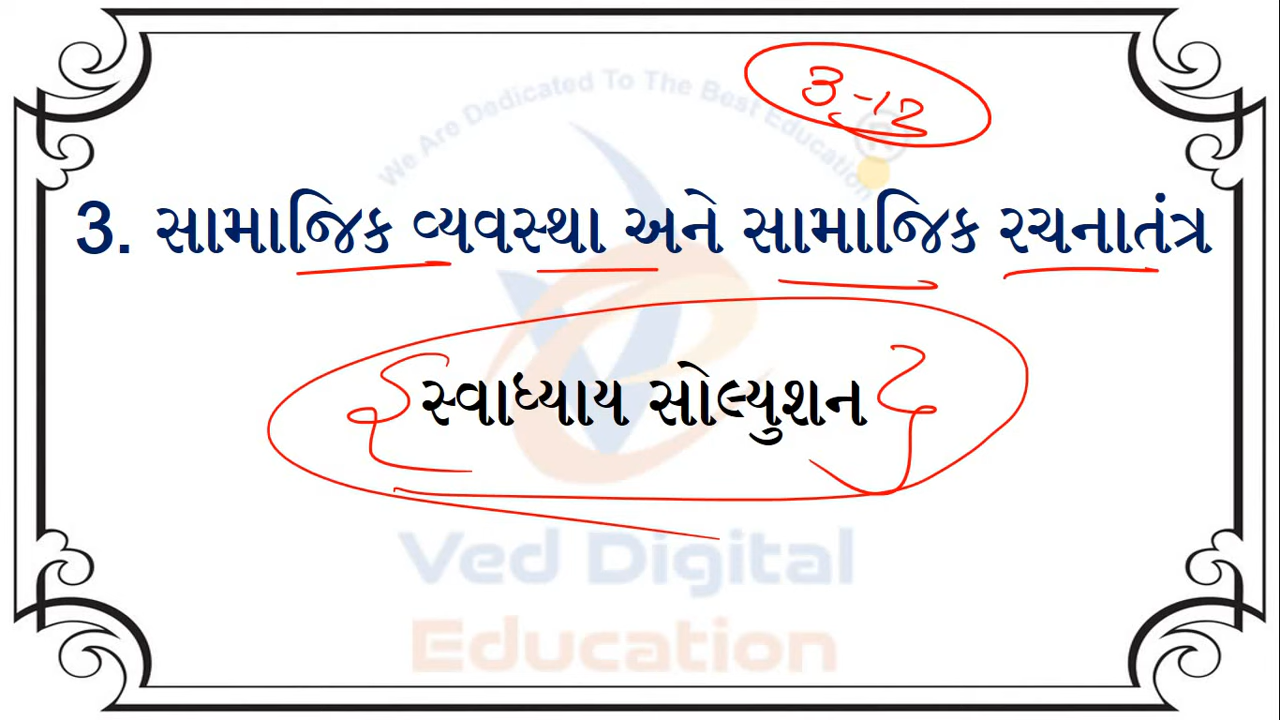 We Are Dedicated To The Best Education
®
3-12
3. સામાજિક વ્યવસ્થા અને સામાજિક રચનાતંત્ર
સ્વાધ્યાય સોલ્યુશન
Ved Digital
Education